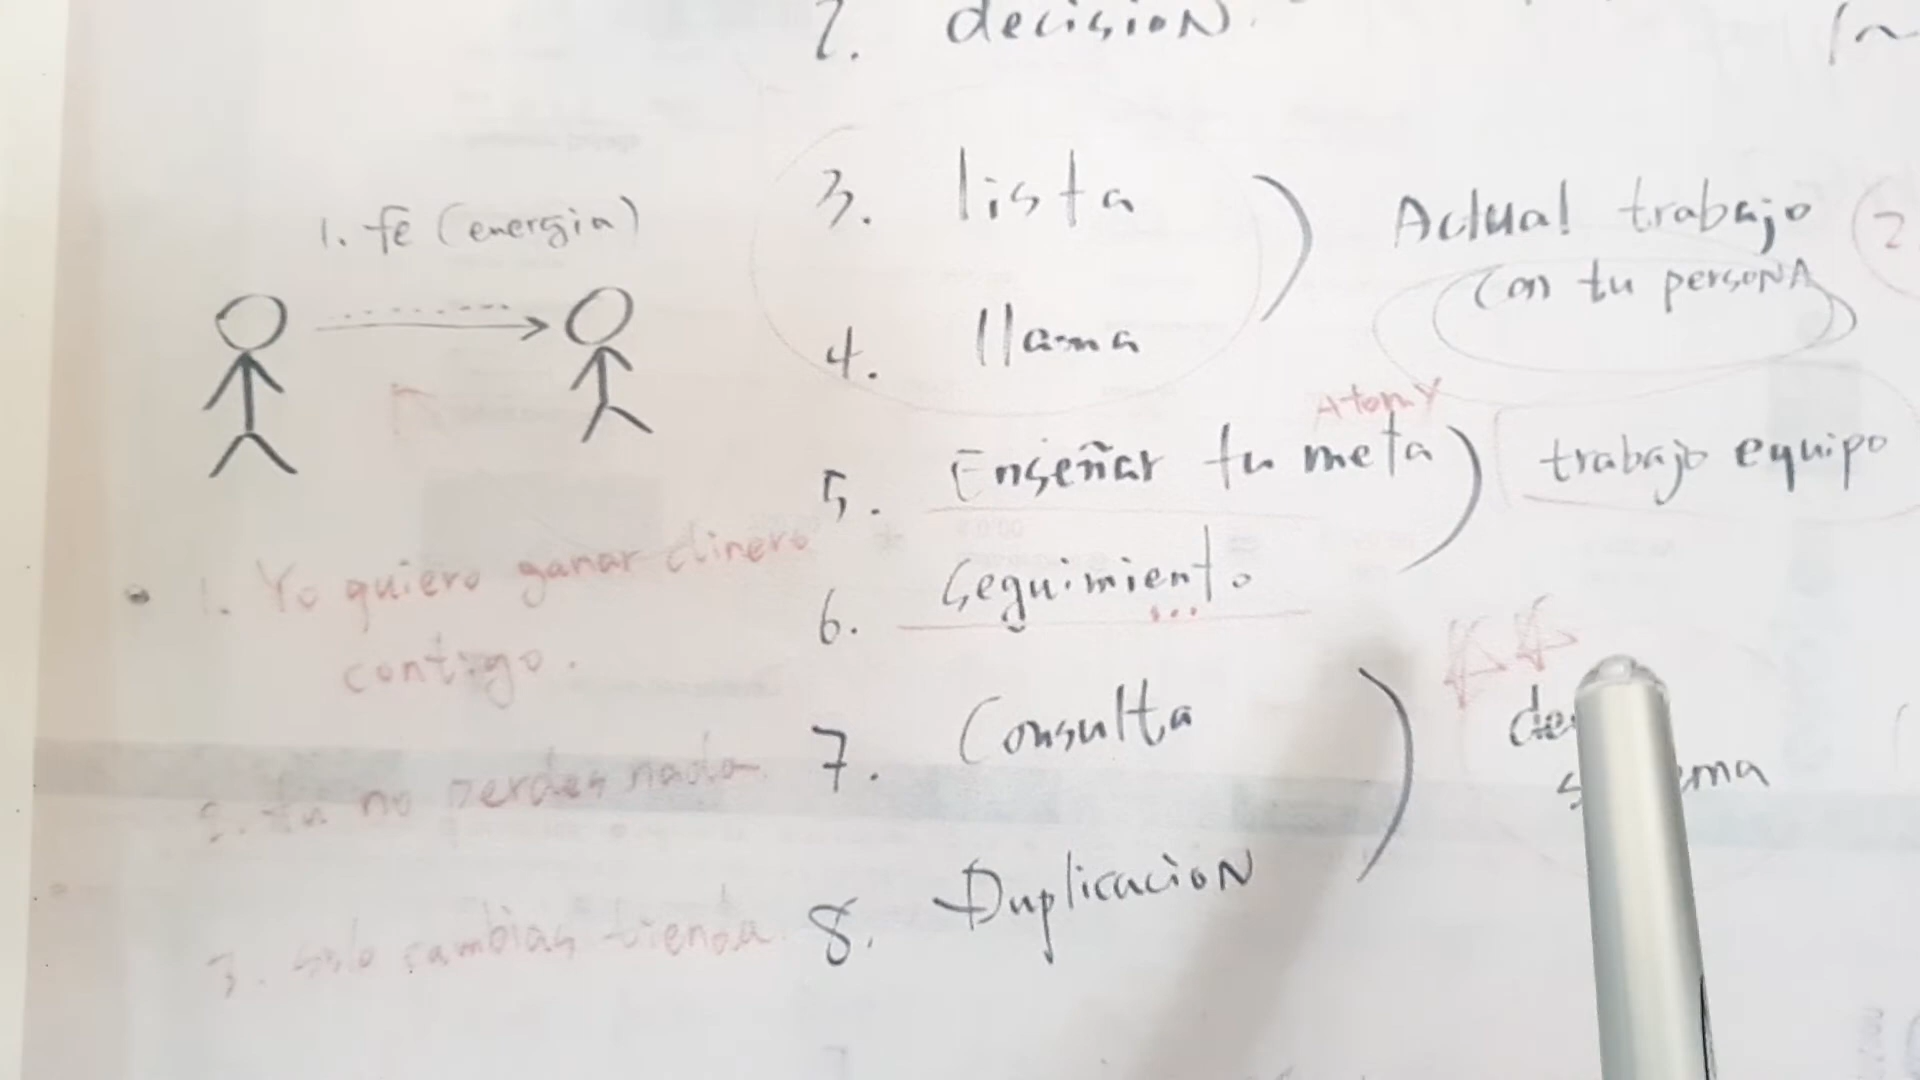 2. decision.
3. lista
Actual trabajo
con tu persona
1. fe (energia)
4. llama
Atomy
5. Enseñar tu meta
trabajo equipo
1. Yo quiero ganar dinero
contigo.
6. Seguimiento
7. Consulta
2. tu no perdes nada.
8. Duplicacion
3. solo cambias tienda.